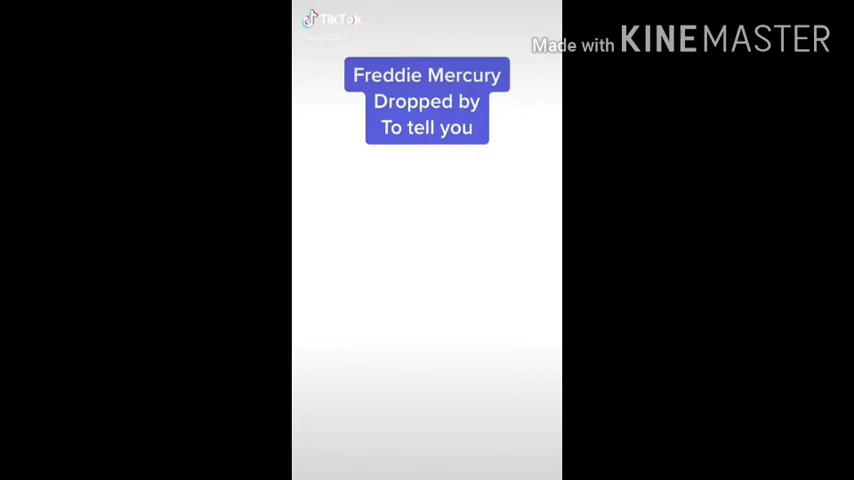 TikTok
Made with KINEMASTER
Freddie Mercury
Dropped by
To tell you